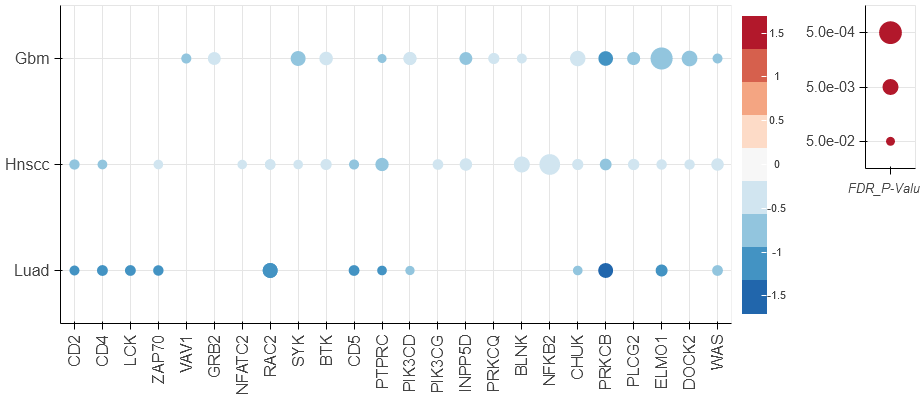 Gbm
Hnscc
Luad
CD2
CD4
LCK
ZAP70
VAV1
GRB2
NFATC2
RAC2
SYK
BTK
CD5
PTPRC
PIK3CD
PIK3CG
INPP5D
PRKCQ
BLNK
NFKB2
CHUK
PRKCB
PLCG2
ELMO1
DOCK2
WAS
1.5
1
0.5
0
-0.5
-1
-1.5
5.0e-04
5.0e-03
5.0e-02
FDR_P-Valu